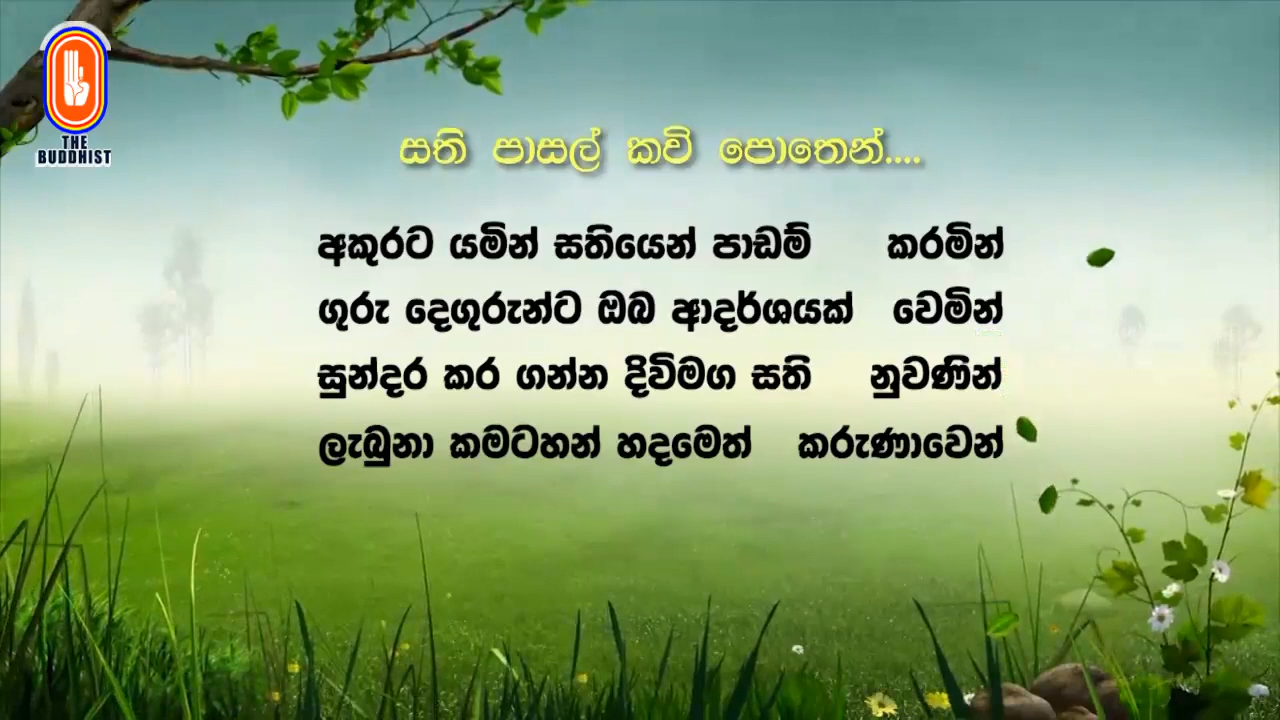 THE
BUDDHIST
සති පාසල් කවි පොතෙන්....
අකුරට යමින් සතියෙන් පාඩම් කරමින්
ගුරු දෙගුරුන්ට ඔබ ආදර්ශයක් වෙමින්
සුන්දර කර ගන්න දිවිමග සති නුවණින්
ලැබුනා කමටහන් හදමෙත් කරුණාවෙන්